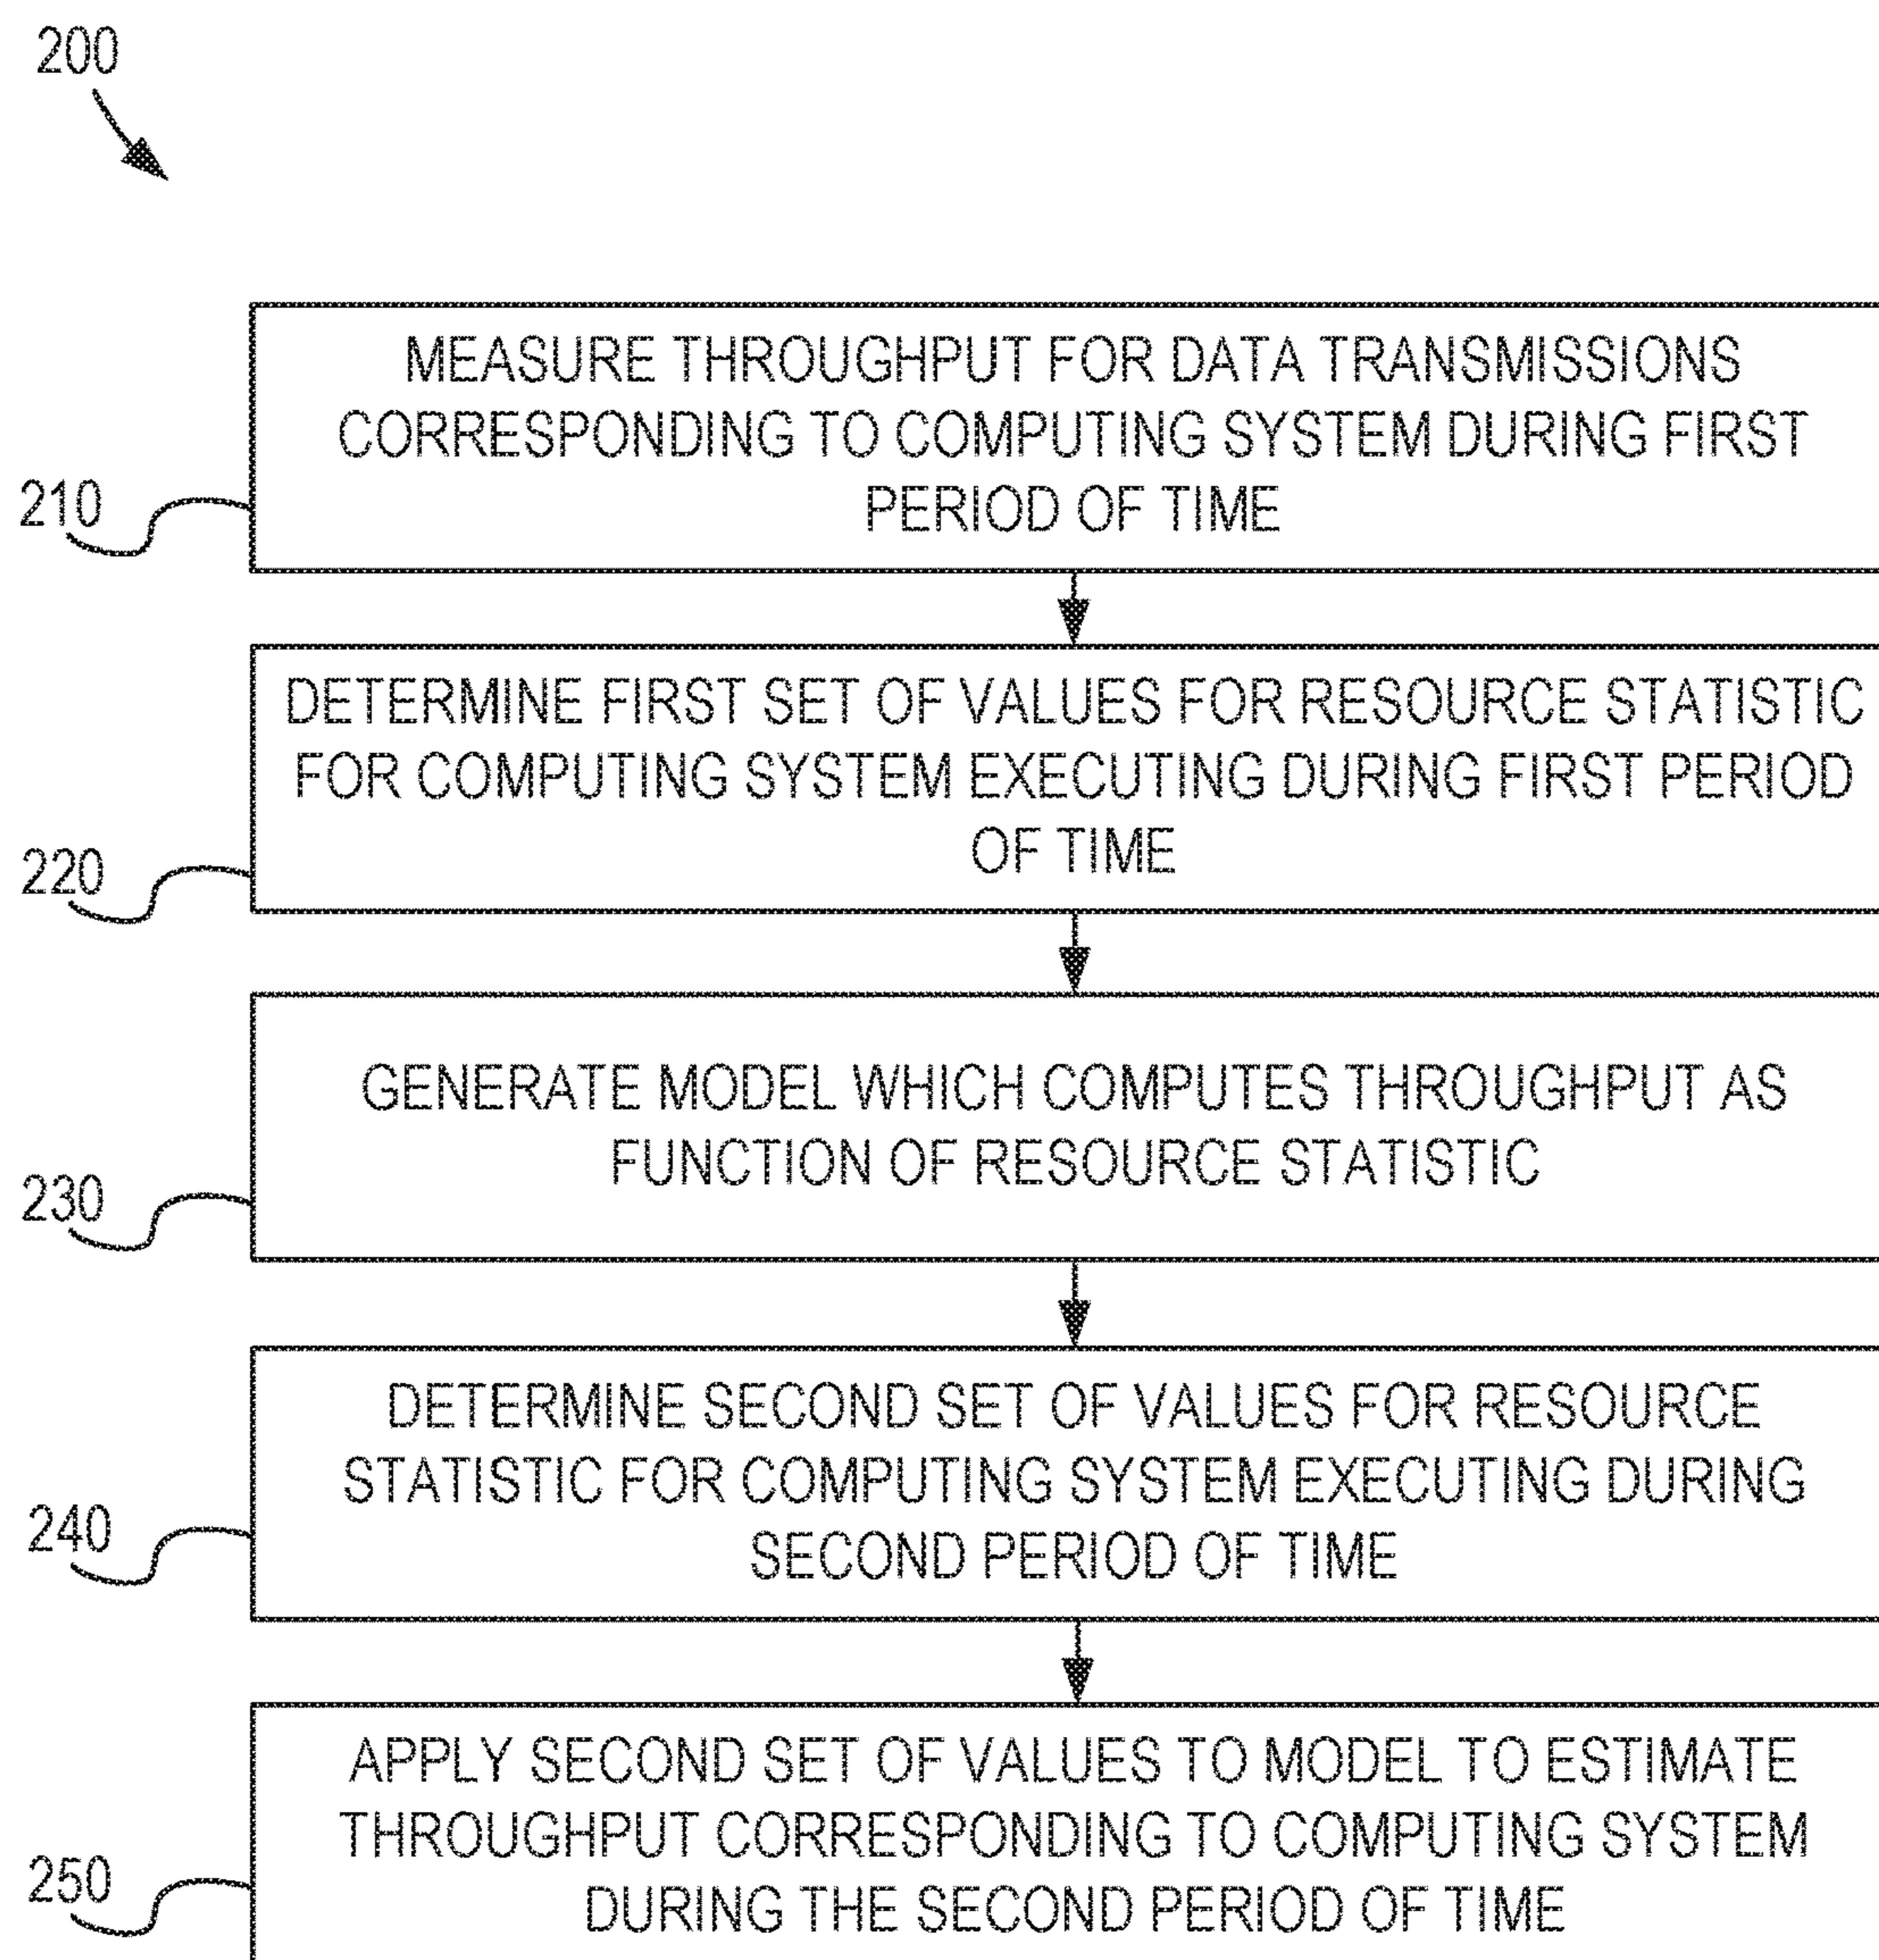 200
MEASURE THROUGHPUT FOR DATA TRANSMISSIONS
CORRESPONDING TO COMPUTING SYSTEM DURING FIRST
PERIOD OF TIME
210
DETERMINE FIRST SET OF VALUES FOR RESOURCE STATISTIC
FOR COMPUTING SYSTEM EXECUTING DURING FIRST PERIOD
OF TIME
220
GENERATE MODEL WHICH COMPUTES THROUGHPUT AS
FUNCTION OF RESOURCE STATISTIC
230
DETERMINE SECOND SET OF VALUES FOR RESOURCE
STATISTIC FOR COMPUTING SYSTEM EXECUTING DURING
SECOND PERIOD OF TIME
240
APPLY SECOND SET OF VALUES TO MODEL TO ESTIMATE
THROUGHPUT CORRESPONDING TO COMPUTING SYSTEM
DURING THE SECOND PERIOD OF TIME
250